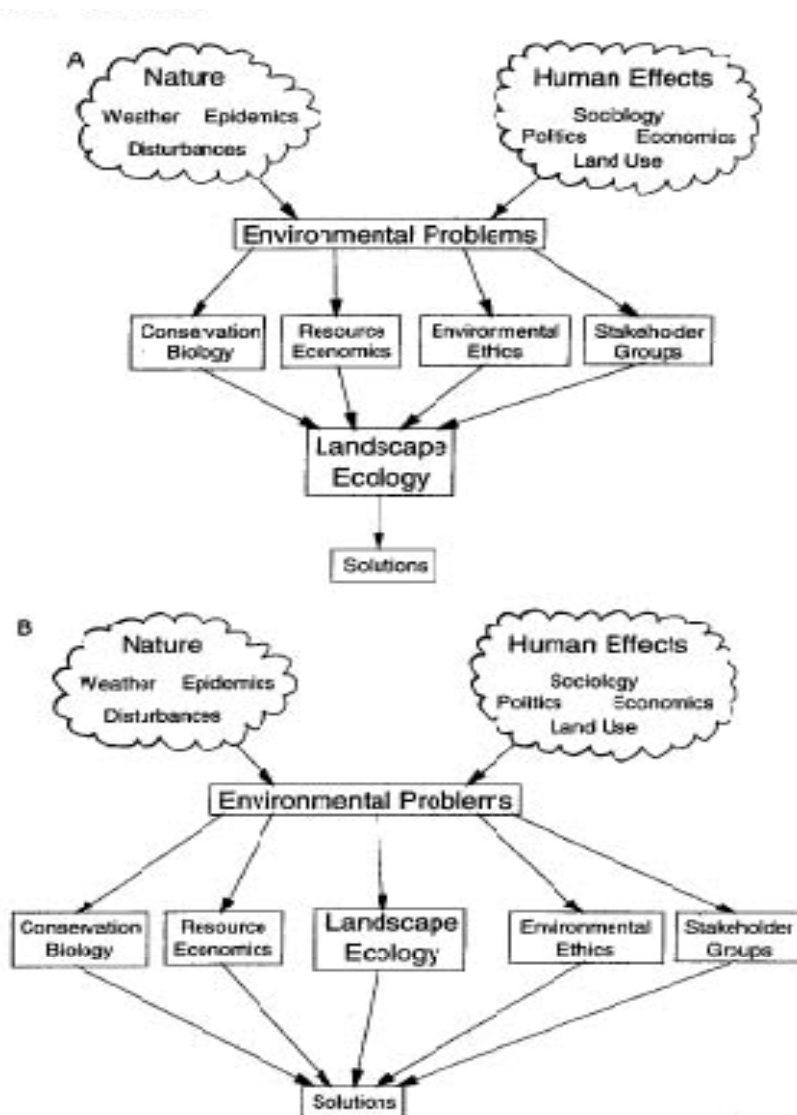 A
Nature
Weather Epidemics
Disturbances
Human Effects
Sociology
Politics Economics
Land Use
Environmental Problems
Conservation
Biology
Resource
Economics
Environmental
Ethics
Stakeholder
Groups
Landscape
Ecology
Solutions
B
Nature
Weather Epidemics
Disturbances
Human Effects
Sociology
Politics Economics
Land Use
Environmental Problems
Conservation
Biology
Resource
Economics
Landscape
Ecology
Environmental
Ethics
Stakeholder
Groups
Solutions